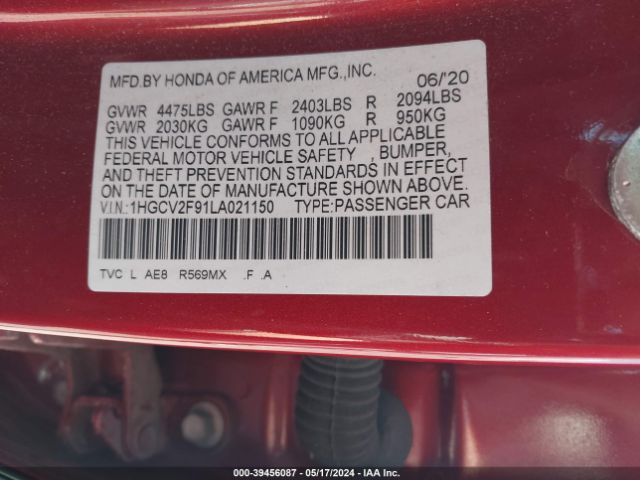 MFD.BY HONDA OF AMERICA MFG.,INC. 06/'20
GVWR 4475LBS GAWR F 2403LBS R 2094LBS
GVWR 2030KG GAWR F 1090KG R 950KG
THIS VEHICLE CONFORMS TO ALL APPLICABLE
FEDERAL MOTOR VEHICLE SAFETY , BUMPER,
AND THEFT PREVENTION STANDARDS IN EFFECT
ON THE DATE OF MANUFACTURE SHOWN ABOVE.
V.I.N.:1HGCV2F91LA021150 TYPE:PASSENGER CAR
TVC L AE8 R569MX .F .A
© COPYRIGHT - 39456087 - 05/17/2024 - IAA Inc.